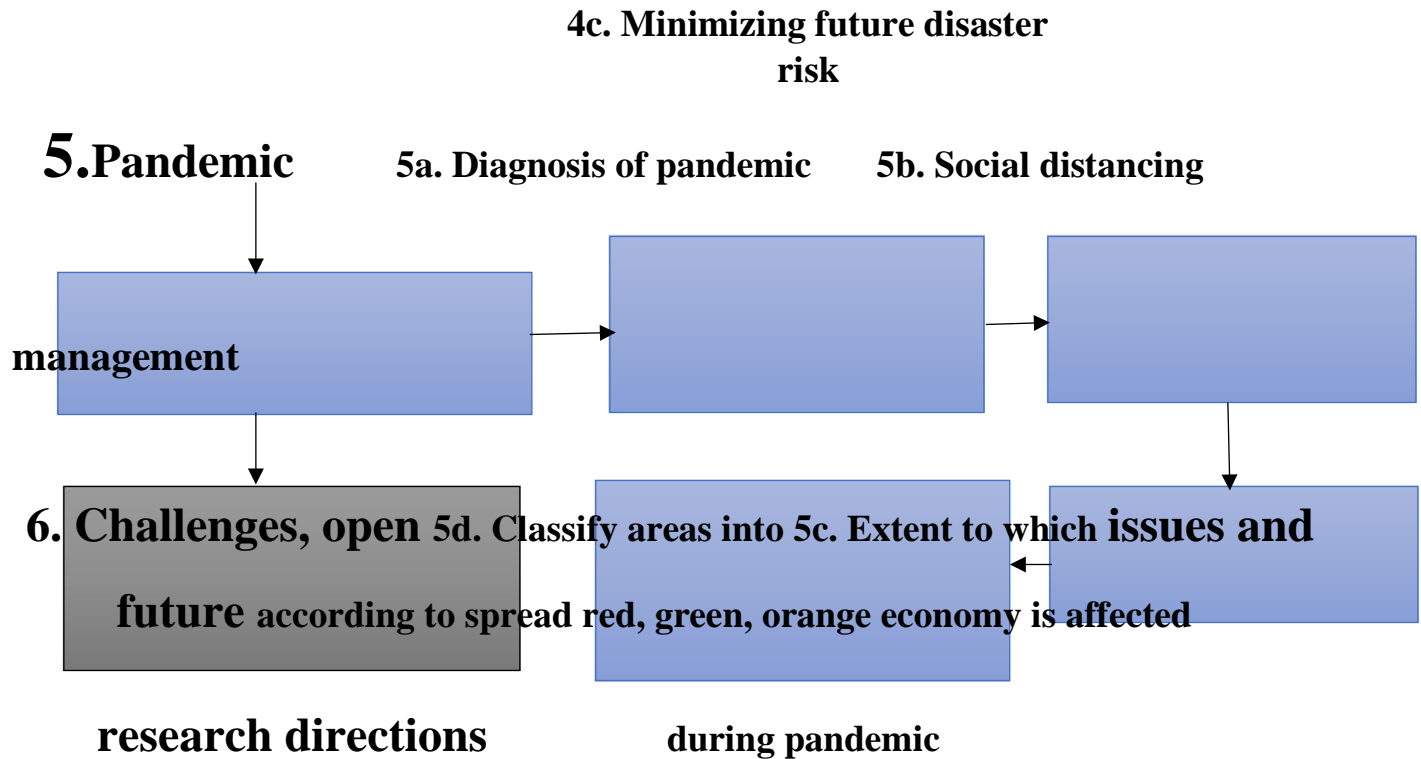 4c. Minimizing future disaster
risk
5.Pandemic 5a. Diagnosis of pandemic 5b. Social distancing
management
6. Challenges, open 5d. Classify areas into 5c. Extent to which issues and
future according to spread red, green, orange economy is affected
research directions during pandemic